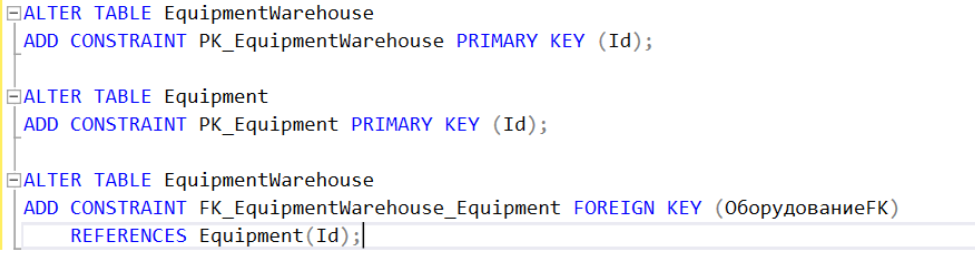 ALTER TABLE EquipmentWarehouse
ADD CONSTRAINT PK_EquipmentWarehouse PRIMARY KEY (Id);
ALTER TABLE Equipment
ADD CONSTRAINT PK_Equipment PRIMARY KEY (Id);
ALTER TABLE EquipmentWarehouse
ADD CONSTRAINT FK_EquipmentWarehouse_Equipment FOREIGN KEY (ОборудованиеFK)
REFERENCES Equipment(Id);